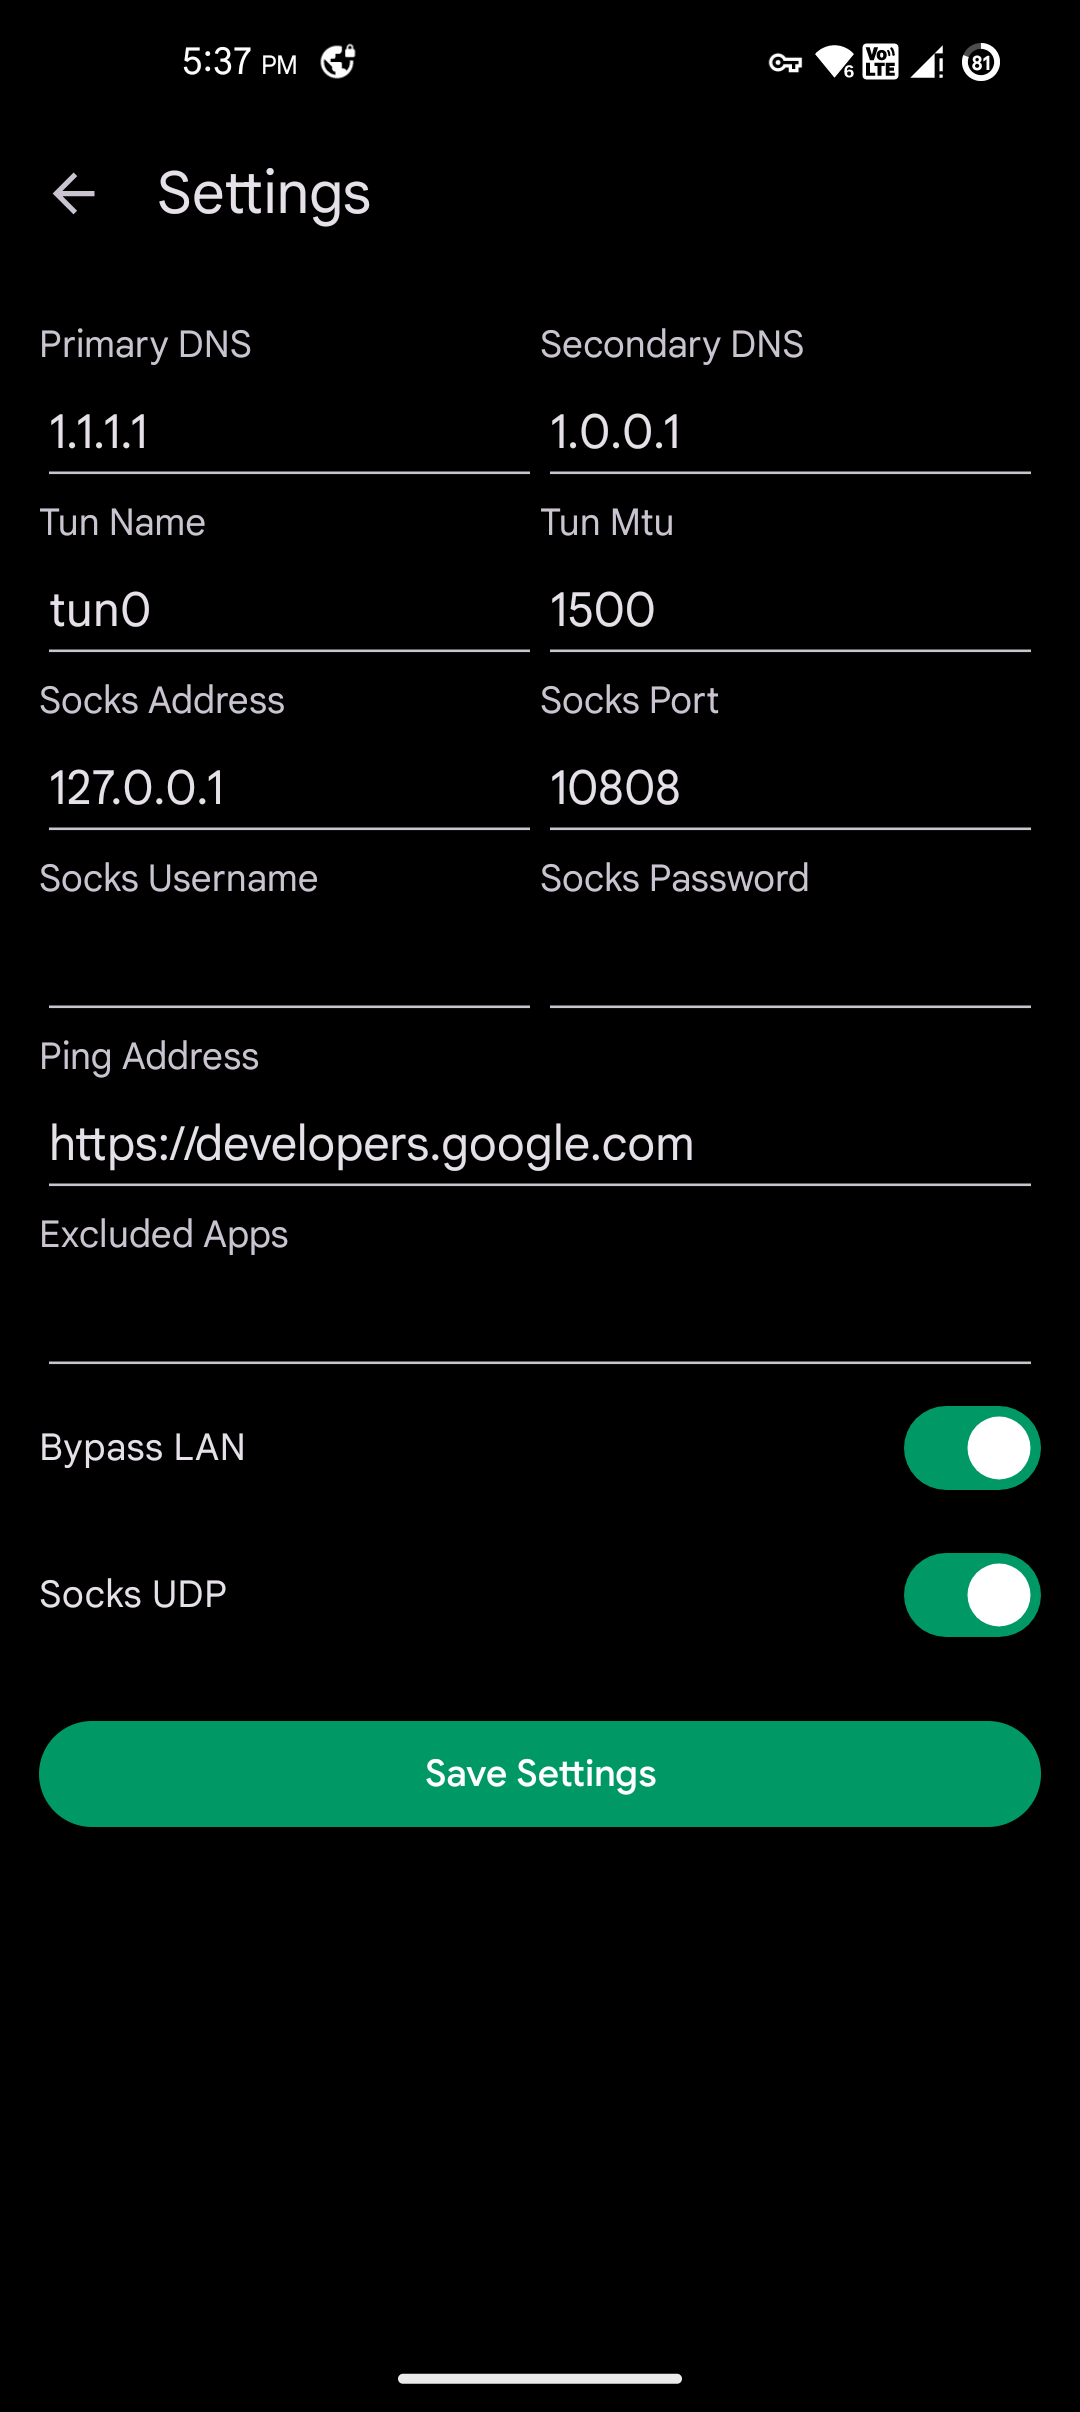 5:37 PM
6
Vo
LTE
81
Settings
Primary DNS
Secondary DNS
1.1.1.1
1.0.0.1
Tun Name
Tun Mtu
tun0
1500
Socks Address
Socks Port
127.0.0.1
10808
Socks Username
Socks Password
Ping Address
https://developers.google.com
Excluded Apps
Bypass LAN
Socks UDP
Save Settings